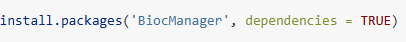 install.packages('BiocManager', dependencies = TRUE)